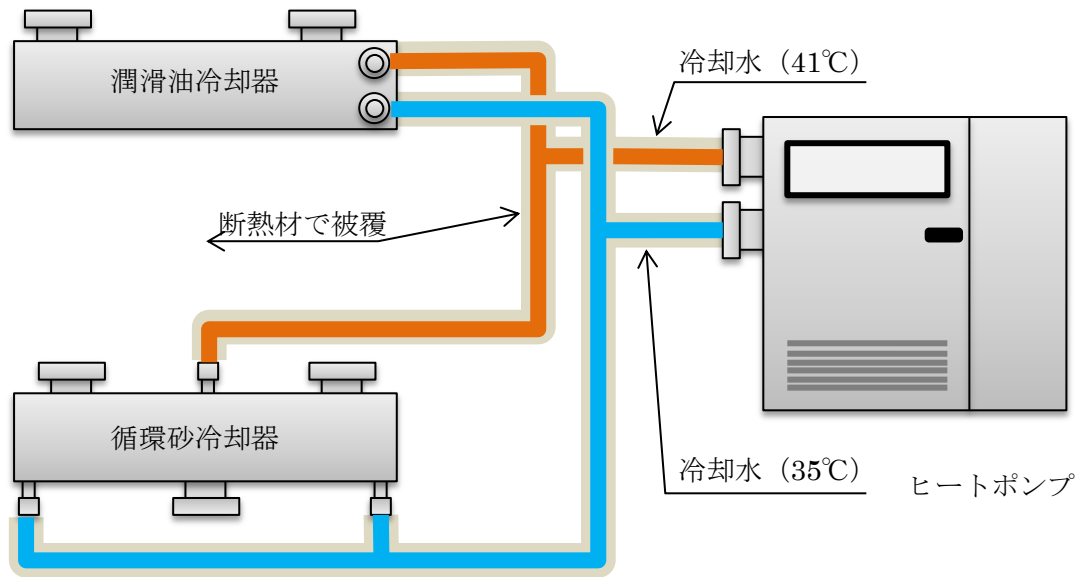 潤滑油冷却器
冷却水（41℃）
断熱材で被覆
循環砂冷却器
冷却水（35℃）
ヒートポンプ